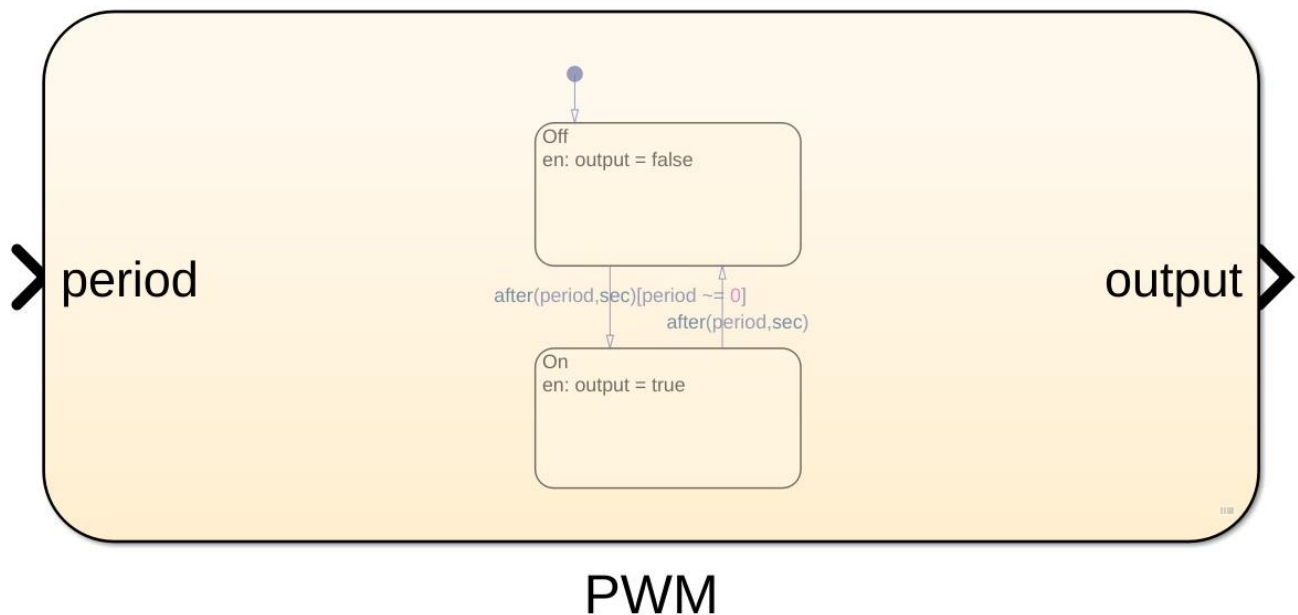 Off
en: output = false
period
output
after(period,sec)[period ~= 0]
after(period,sec)
On
en: output = true
PWM